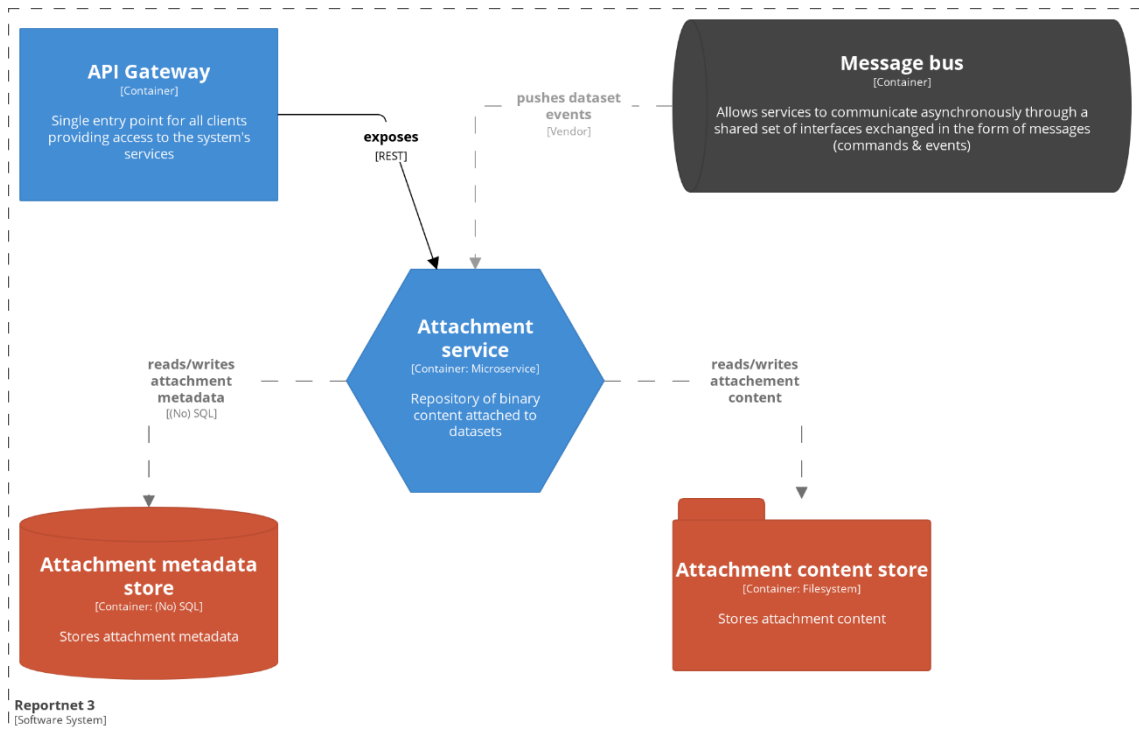 API Gateway
[Container]
Single entry point for all clients
providing access to the system's
services
Message bus
[Container]
Allows services to communicate asynchronously through a
shared set of interfaces exchanged in the form of messages
(commands & events)
pushes dataset
events
[Vendor]
exposes
[REST]
Attachment
service
[Container: Microservice]
Repository of binary
content attached to
datasets
reads/writes
attachment
metadata
[(No) SQL]
reads/writes
attachement
content
Attachment metadata
store
[Container: (No) SQL]
Stores attachment metadata
Attachment content store
[Container: Filesystem]
Stores attachment content
Reportnet 3
[Software System]